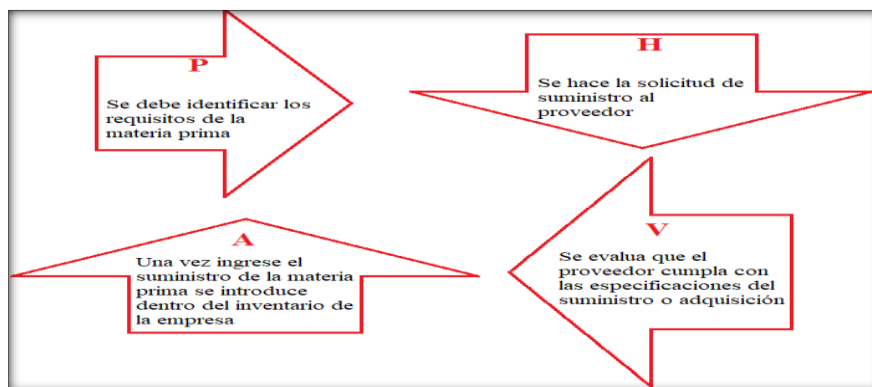 P
Se debe identificar los
requisitos de la
materia prima
H
Se hace la solicitud de
suministro al
proveedor
V
Se evalua que el
proveedor cumpla con
las especificaciones del
suministro o adquisición
A
Una vez ingrese el
suministro de la materia
prima se introduce
dentro del inventario de
la empresa